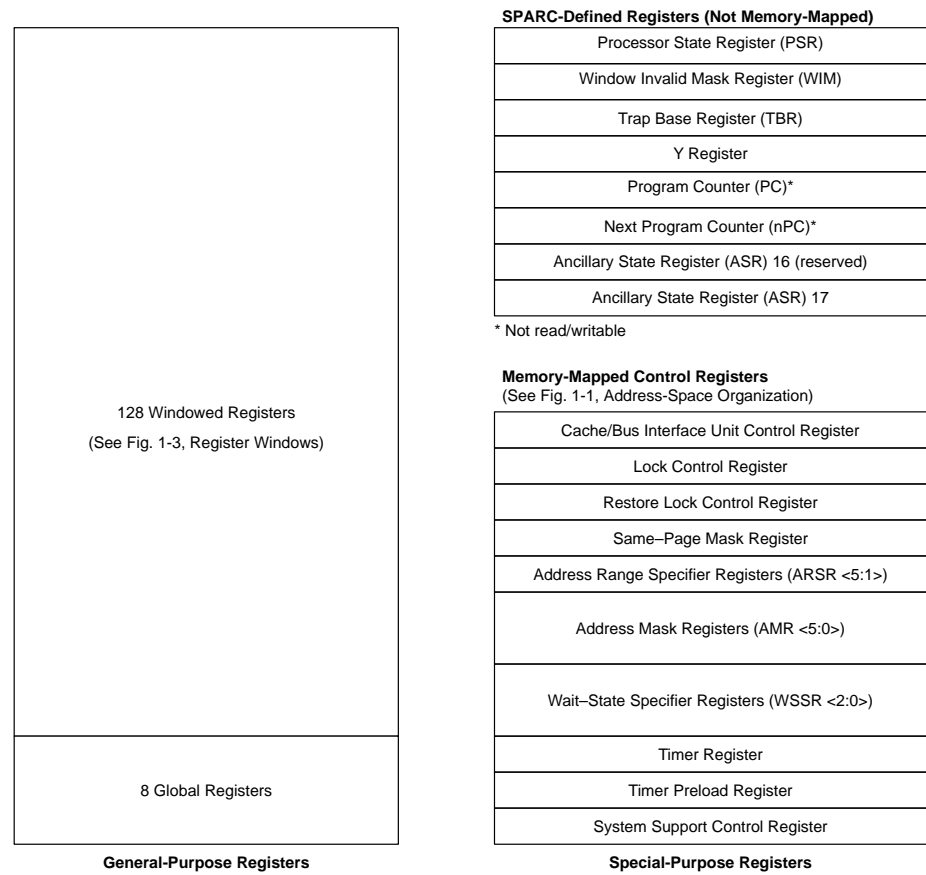 128 Windowed Registers
(See Fig. 1-3, Register Windows)
8 Global Registers
General-Purpose Registers
SPARC-Defined Registers (Not Memory-Mapped)
Processor State Register (PSR)
Window Invalid Mask Register (WIM)
Trap Base Register (TBR)
Y Register
Program Counter (PC)*
Next Program Counter (nPC)*
Ancillary State Register (ASR) 16 (reserved)
Ancillary State Register (ASR) 17
* Not read/writable
Memory-Mapped Control Registers
(See Fig. 1-1, Address-Space Organization)
Cache/Bus Interface Unit Control Register
Lock Control Register
Restore Lock Control Register
Same–Page Mask Register
Address Range Specifier Registers (ARSR <5:1>)
Address Mask Registers (AMR <5:0>)
Wait–State Specifier Registers (WSSR <2:0>)
Timer Register
Timer Preload Register
System Support Control Register
Special-Purpose Registers